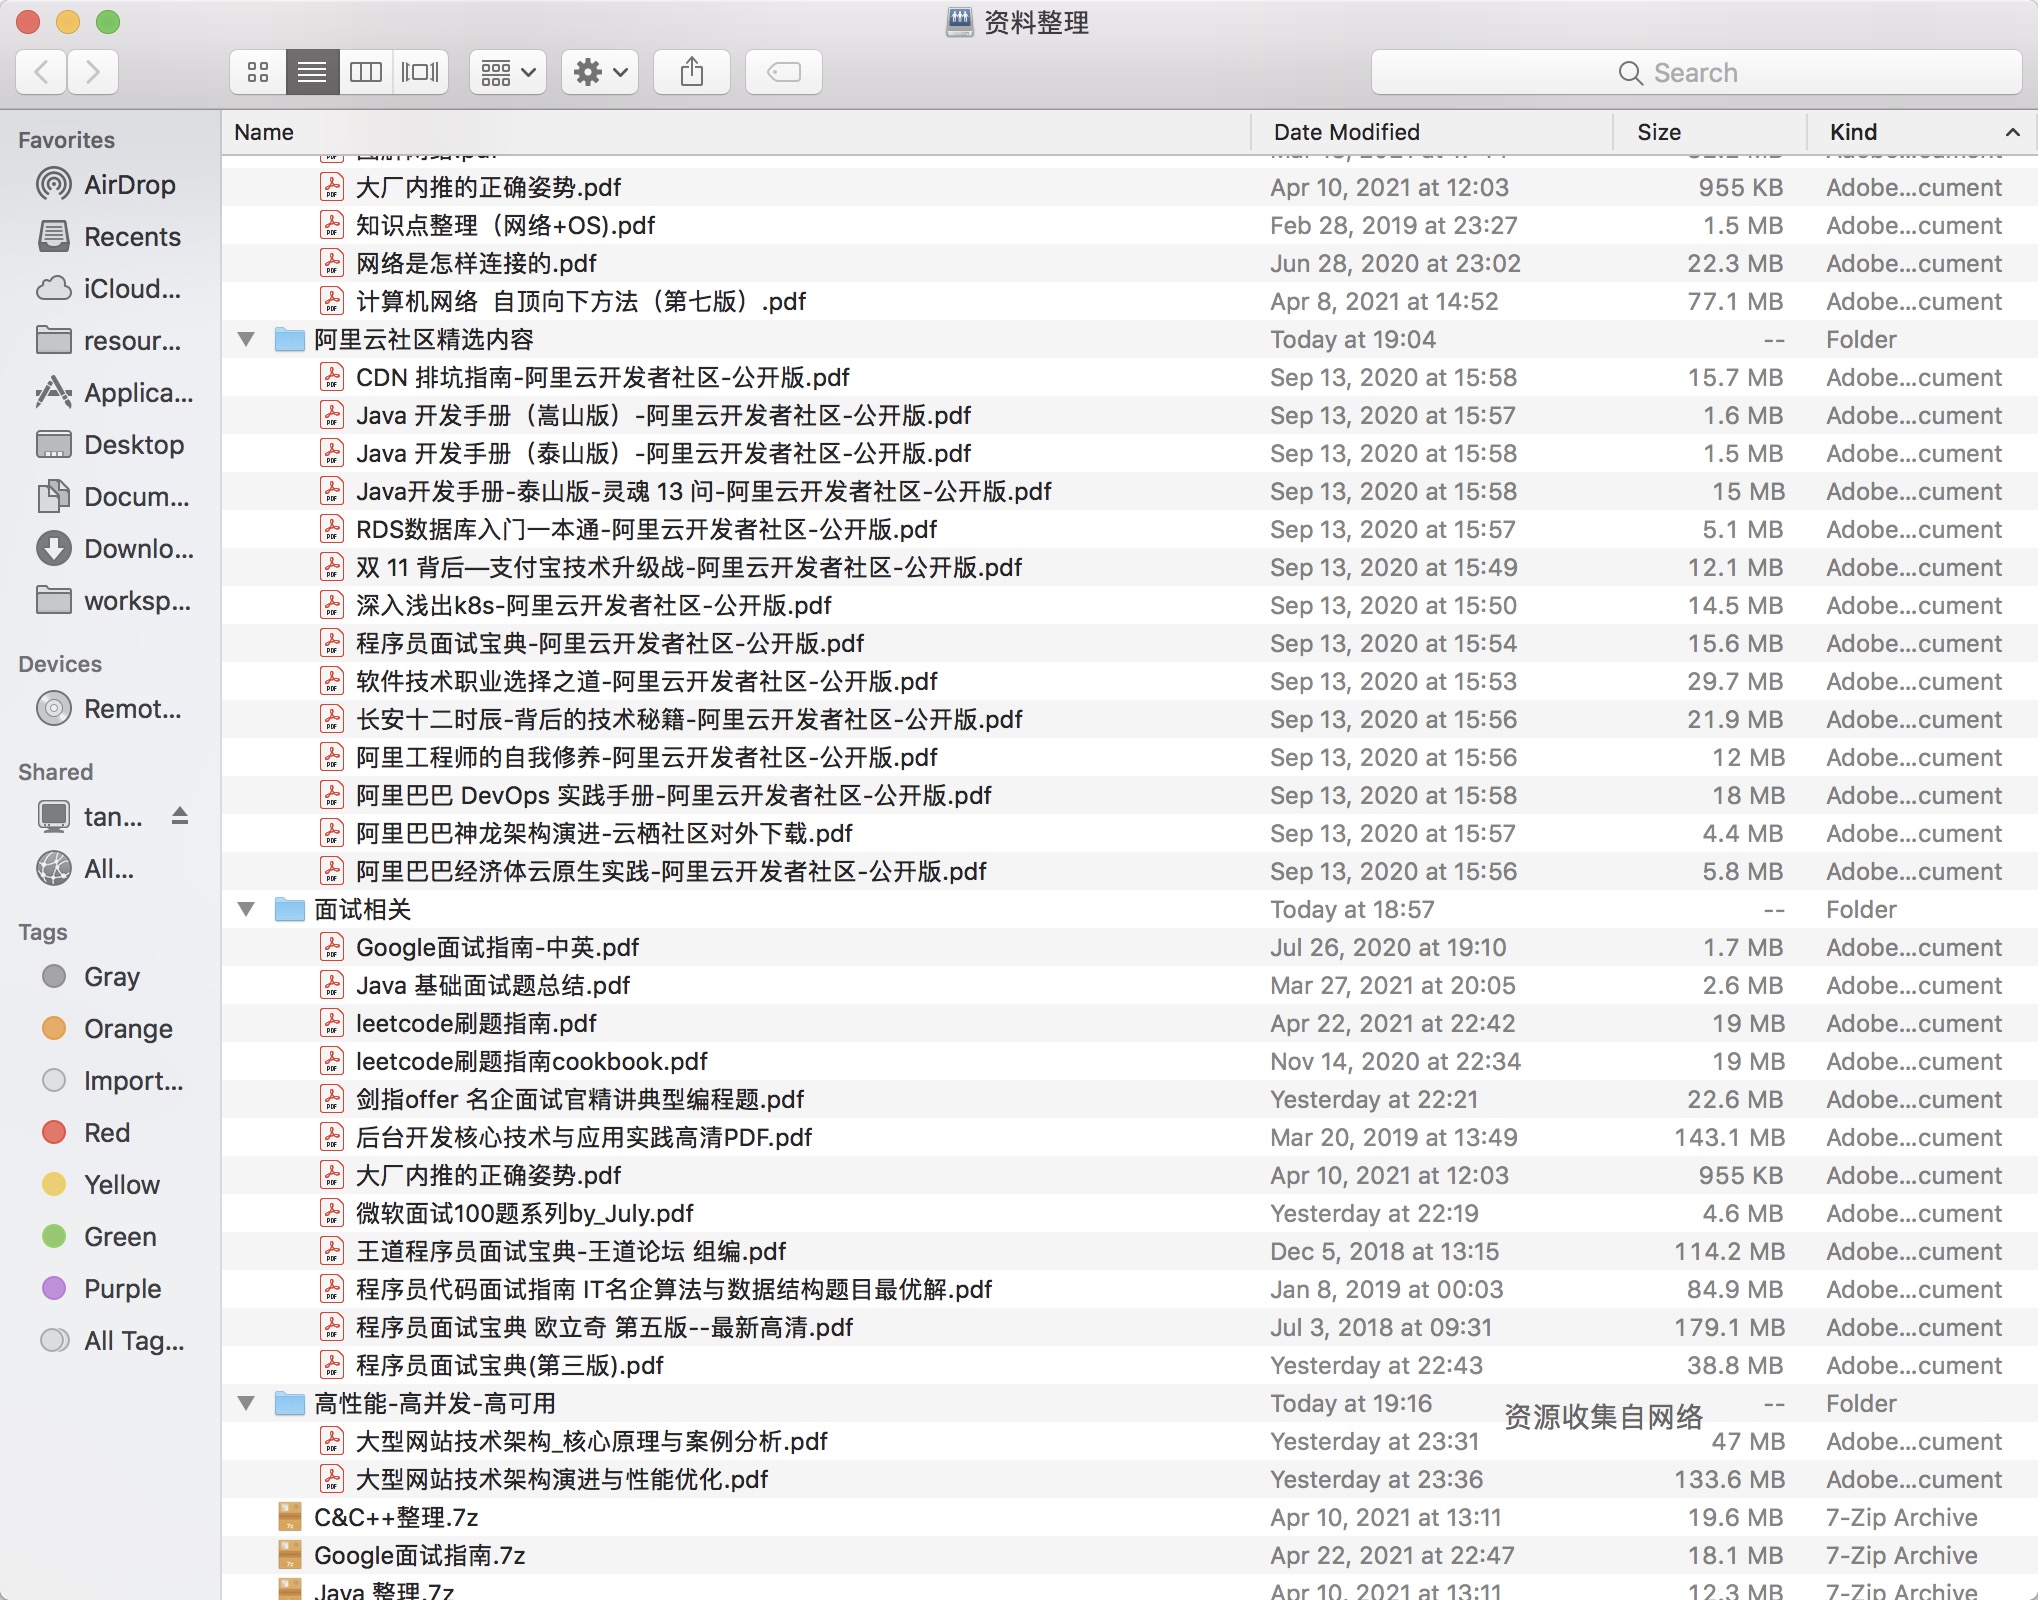 资料整理
Search
Favorites
AirDrop
Recents
iCloud...
resour...
Applica...
Desktop
Docum...
Downlo...
worksp...
Devices
Remot...
Shared
tan...
All...
Tags
Gray
Orange
Import...
Red
Yellow
Green
Purple
All Tag...
Name Date Modified Size Kind
大厂内推的正确姿势.pdf Apr 10, 2021 at 12:03 955 KB Adobe...cument
知识点整理（网络+OS).pdf Feb 28, 2019 at 23:27 1.5 MB Adobe...cument
网络是怎样连接的.pdf Jun 28, 2020 at 23:02 22.3 MB Adobe...cument
计算机网络 自顶向下方法（第七版）.pdf Apr 8, 2021 at 14:52 77.1 MB Adobe...cument
阿里云社区精选内容 Today at 19:04 -- Folder
CDN 排坑指南-阿里云开发者社区-公开版.pdf Sep 13, 2020 at 15:58 15.7 MB Adobe...cument
Java 开发手册（嵩山版）-阿里云开发者社区-公开版.pdf Sep 13, 2020 at 15:57 1.6 MB Adobe...cument
Java 开发手册（泰山版）-阿里云开发者社区-公开版.pdf Sep 13, 2020 at 15:58 1.5 MB Adobe...cument
Java开发手册-泰山版-灵魂 13 问-阿里云开发者社区-公开版.pdf Sep 13, 2020 at 15:58 15 MB Adobe...cument
RDS数据库入门一本通-阿里云开发者社区-公开版.pdf Sep 13, 2020 at 15:57 5.1 MB Adobe...cument
双 11 背后—支付宝技术升级战-阿里云开发者社区-公开版.pdf Sep 13, 2020 at 15:49 12.1 MB Adobe...cument
深入浅出k8s-阿里云开发者社区-公开版.pdf Sep 13, 2020 at 15:50 14.5 MB Adobe...cument
程序员面试宝典-阿里云开发者社区-公开版.pdf Sep 13, 2020 at 15:54 15.6 MB Adobe...cument
软件技术职业选择之道-阿里云开发者社区-公开版.pdf Sep 13, 2020 at 15:53 29.7 MB Adobe...cument
长安十二时辰-背后的技术秘籍-阿里云开发者社区-公开版.pdf Sep 13, 2020 at 15:56 21.9 MB Adobe...cument
阿里工程师的自我修养-阿里云开发者社区-公开版.pdf Sep 13, 2020 at 15:56 12 MB Adobe...cument
阿里巴巴 DevOps 实践手册-阿里云开发者社区-公开版.pdf Sep 13, 2020 at 15:58 18 MB Adobe...cument
阿里巴巴神龙架构演进-云栖社区对外下载.pdf Sep 13, 2020 at 15:57 4.4 MB Adobe...cument
阿里巴巴经济体云原生实践-阿里云开发者社区-公开版.pdf Sep 13, 2020 at 15:56 5.8 MB Adobe...cument
面试相关 Today at 18:57 -- Folder
Google面试指南-中英.pdf Jul 26, 2020 at 19:10 1.7 MB Adobe...cument
Java 基础面试题总结.pdf Mar 27, 2021 at 20:05 2.6 MB Adobe...cument
leetcode刷题指南.pdf Apr 22, 2021 at 22:42 19 MB Adobe...cument
leetcode刷题指南cookbook.pdf Nov 14, 2020 at 22:34 19 MB Adobe...cument
剑指offer 名企面试官精讲典型编程题.pdf Yesterday at 22:21 22.6 MB Adobe...cument
后台开发核心技术与应用实践高清PDF.pdf Mar 20, 2019 at 13:49 143.1 MB Adobe...cument
大厂内推的正确姿势.pdf Apr 10, 2021 at 12:03 955 KB Adobe...cument
微软面试100题系列by_July.pdf Yesterday at 22:19 4.6 MB Adobe...cument
王道程序员面试宝典-王道论坛 组编.pdf Dec 5, 2018 at 13:15 114.2 MB Adobe...cument
程序员代码面试指南 IT名企算法与数据结构题目最优解.pdf Jan 8, 2019 at 00:03 84.9 MB Adobe...cument
程序员面试宝典 欧立奇 第五版--最新高清.pdf Jul 3, 2018 at 09:31 179.1 MB Adobe...cument
程序员面试宝典(第三版).pdf Yesterday at 22:43 38.8 MB Adobe...cument
高性能-高并发-高可用 Today at 19:16 -- Folder
资源收集自网络
大型网站技术架构_核心原理与案例分析.pdf Yesterday at 23:31 47 MB Adobe...cument
大型网站技术架构演进与性能优化.pdf Yesterday at 23:36 133.6 MB Adobe...cument
C&C++整理.7z Apr 10, 2021 at 13:11 19.6 MB 7-Zip Archive
Google面试指南.7z Apr 22, 2021 at 22:47 18.1 MB 7-Zip Archive
Java 整理.7z Apr 10, 2021 at 13:11 12.3 MB 7-Zip Archive